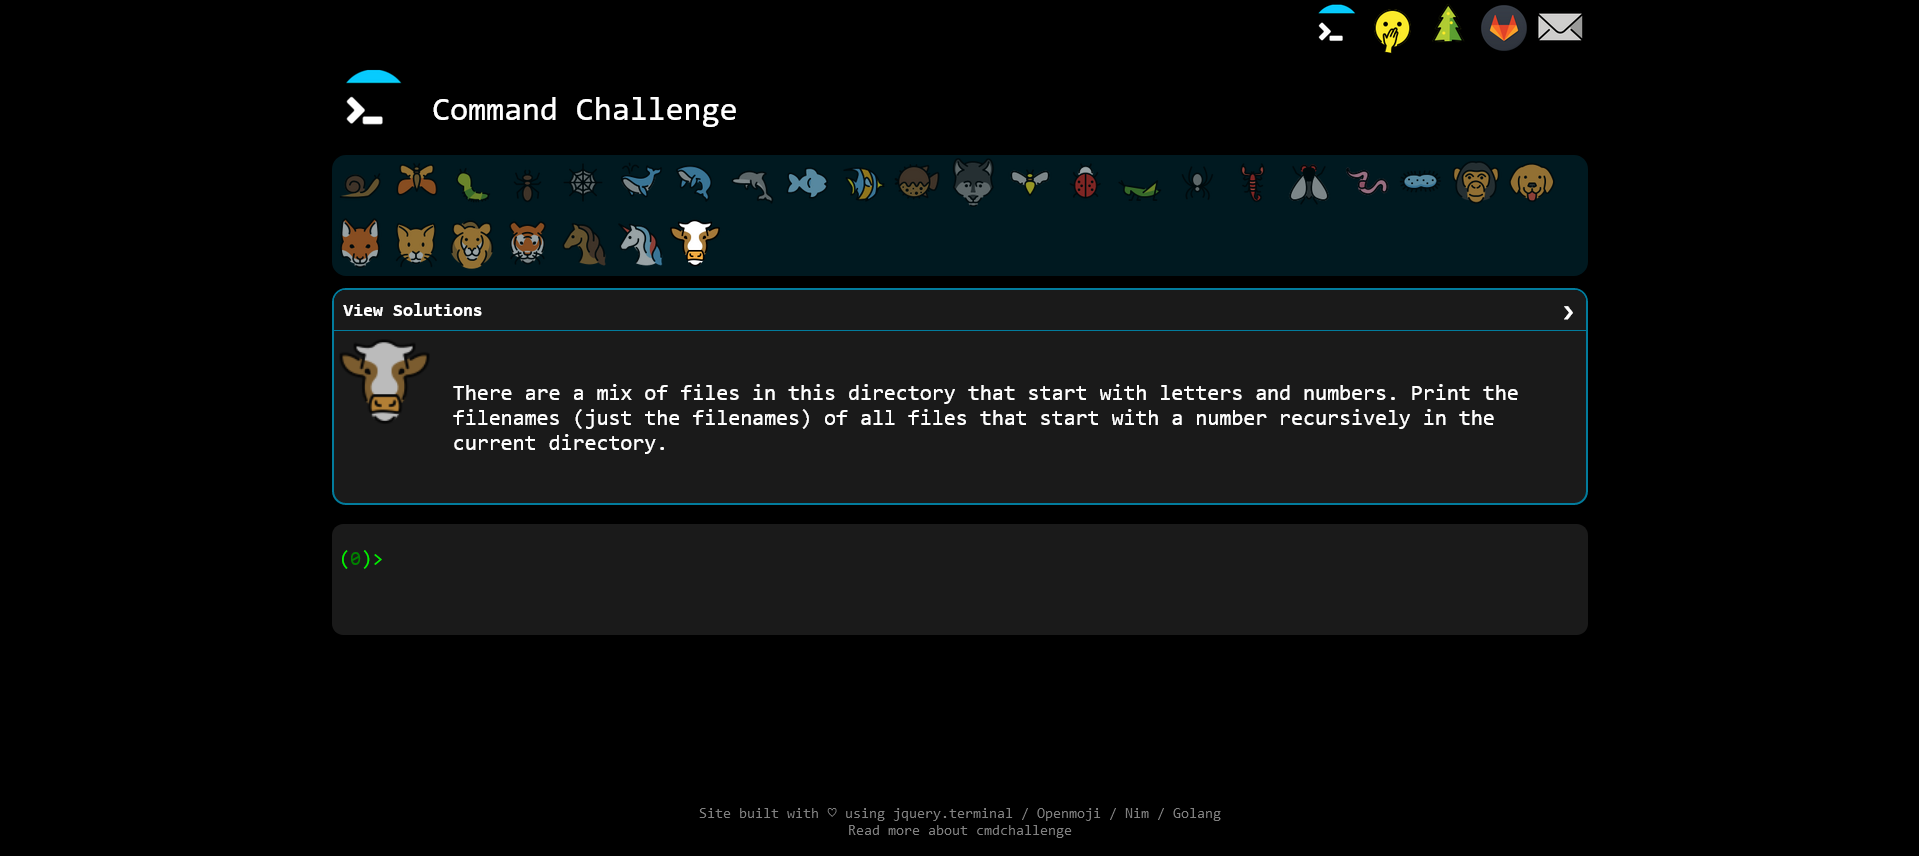 Command Challenge
View Solutions
There are a mix of files in this directory that start with letters and numbers. Print the
filenames (just the filenames) of all files that start with a number recursively in the
current directory.
(0)>
Site built with ♡ using jquery.terminal / Openmoji / Nim / Golang
Read more about cmdchallenge